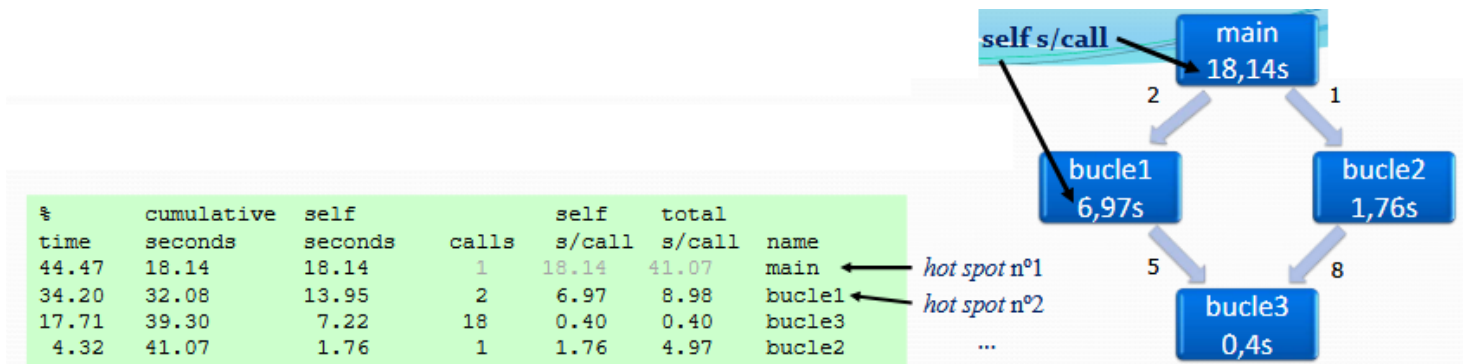 self s/call
main
18,14s
2
1
bucle1
6,97s
bucle2
1,76s
5
8
bucle3
0,4s
% cumulative self self total
time seconds seconds calls s/call s/call name
44.47 18.14 18.14 1 18.14 41.07 main
34.20 32.08 13.95 2 6.97 8.98 bucle1
17.71 39.30 7.22 18 0.40 0.40 bucle3
4.32 41.07 1.76 1 1.76 4.97 bucle2
hot spot nº1
hot spot nº2
...